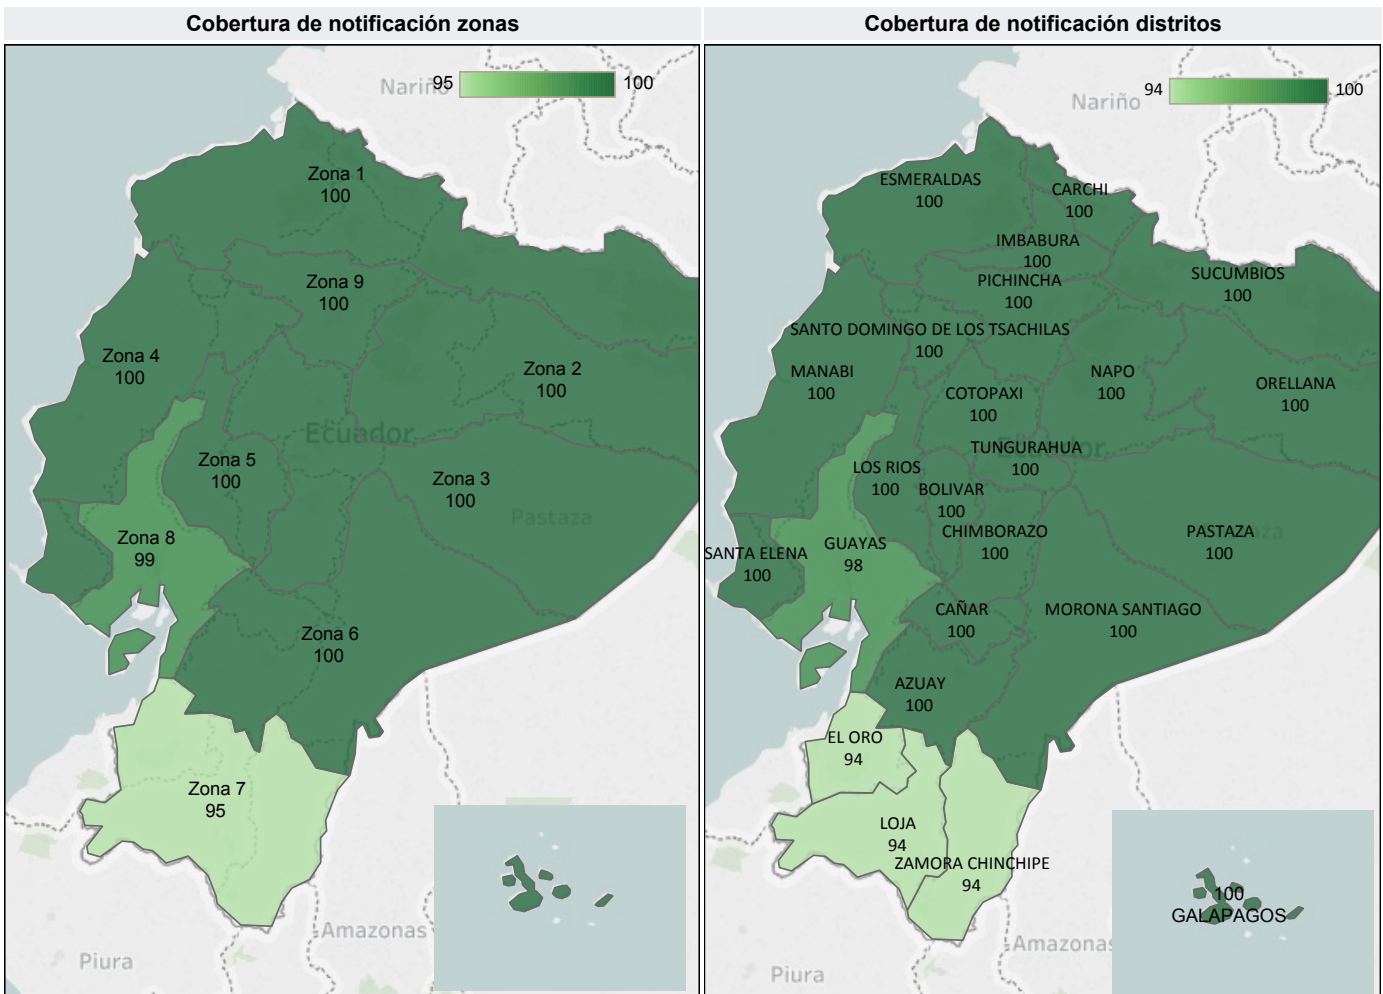 Cobertura de notificación zonas
95
100
Nariño
Zona 1
100
Zona 9
100
Zona 4
100
Zona 2
100
Ecuador
Zona 5
100
Zona 3
100
Pastaza
Zona 8
99
Zona 6
100
Zona 7
95
Amazonas
Piura
Cobertura de notificación distritos
94
100
Nariño
ESMERALDAS
100
CARCHI
100
IMBABURA
100
PICHINCHA
100
SUCUMBIOS
100
SANTO DOMINGO DE LOS TSACHILAS
100
MANABI
100
NAPO
100
ORELLANA
100
COTOPAXI
100
TUNGURAHUA
100
LOS RIOS
100
BOLIVAR
100
CHIMBORAZO
100
PASTAZA
100
SANTA ELENA
100
GUAYAS
98
CAÑAR
100
MORONA SANTIAGO
100
AZUAY
100
EL ORO
94
LOJA
94
ZAMORA CHINCHIPE
94
100
GALAPAGOS
Amazonas
Piura